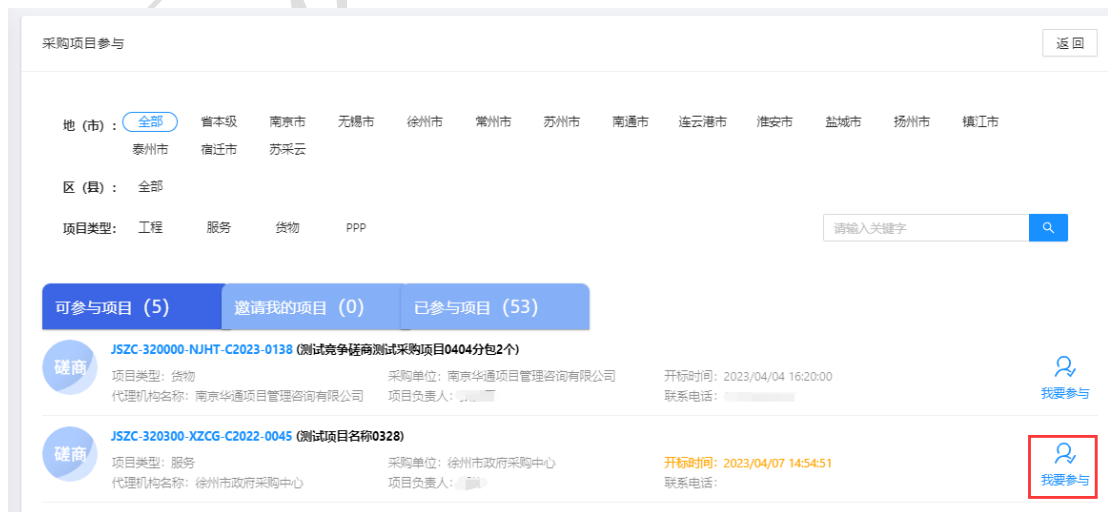 采购项目参与 返 回
地（市）： 全部 省本级 南京市 无锡市 徐州市 常州市 苏州市 南通市 连云港市 淮安市 盐城市 扬州市 镇江市
泰州市 宿迁市 苏采云
区（县）： 全部
项目类型： 工程 服务 货物 PPP 请输入关键字
可参与项目（5） 邀请我的项目（0） 已参与项目（53）
磋商 JSZC-320000-NJHT-C2023-0138 (测试竞争磋商测试采购项目0404分包2个)
项目类型：货物 采购单位：南京华通项目管理咨询有限公司 开标时间：2023/04/04 16:20:00
代理机构名称：南京华通项目管理咨询有限公司 项目负责人： 联系电话： 我要参与
磋商 JSZC-320300-XZCG-C2022-0045 (测试项目名称0328)
项目类型：服务 采购单位：徐州市政府采购中心 开标时间：2023/04/07 14:54:51
代理机构名称：徐州市政府采购中心 项目负责人： 联系电话： 我要参与